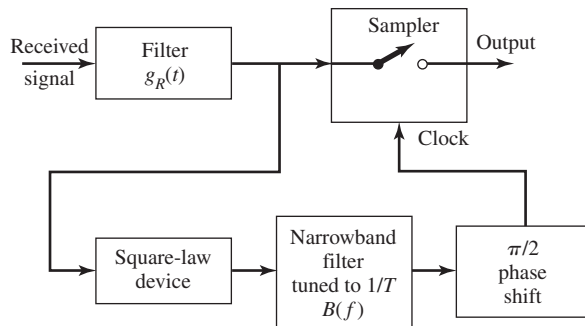 Received
signal
Filter
g_R(t)
Sampler
Output
Clock
Square-law
device
Narrowband
filter
tuned to 1/T
B(f)
π/2
phase
shift